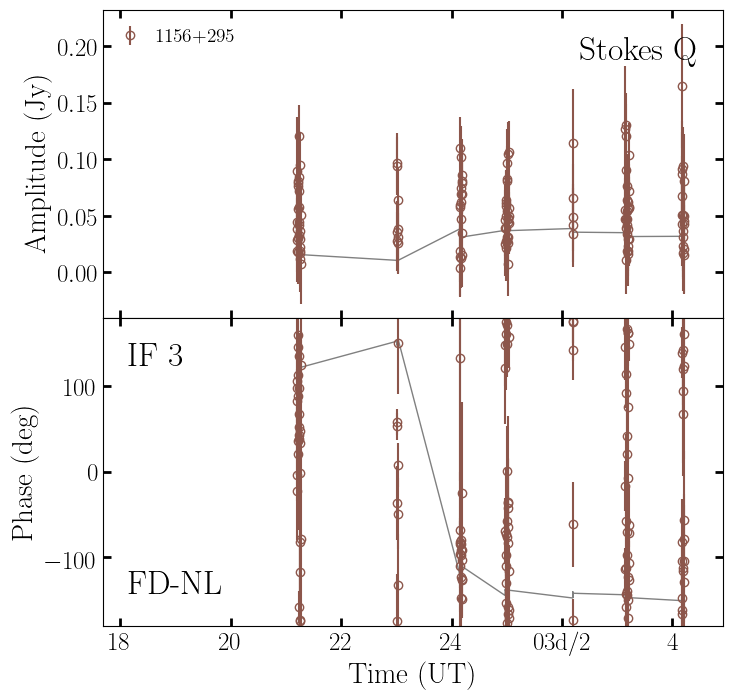 1156+295
Stokes Q
Amplitude (Jy)
0.20
0.15
0.10
0.05
0.00
IF 3
FD-NL
Phase (deg)
100
0
−100
18 20 22 24 03d/2 4
Time (UT)